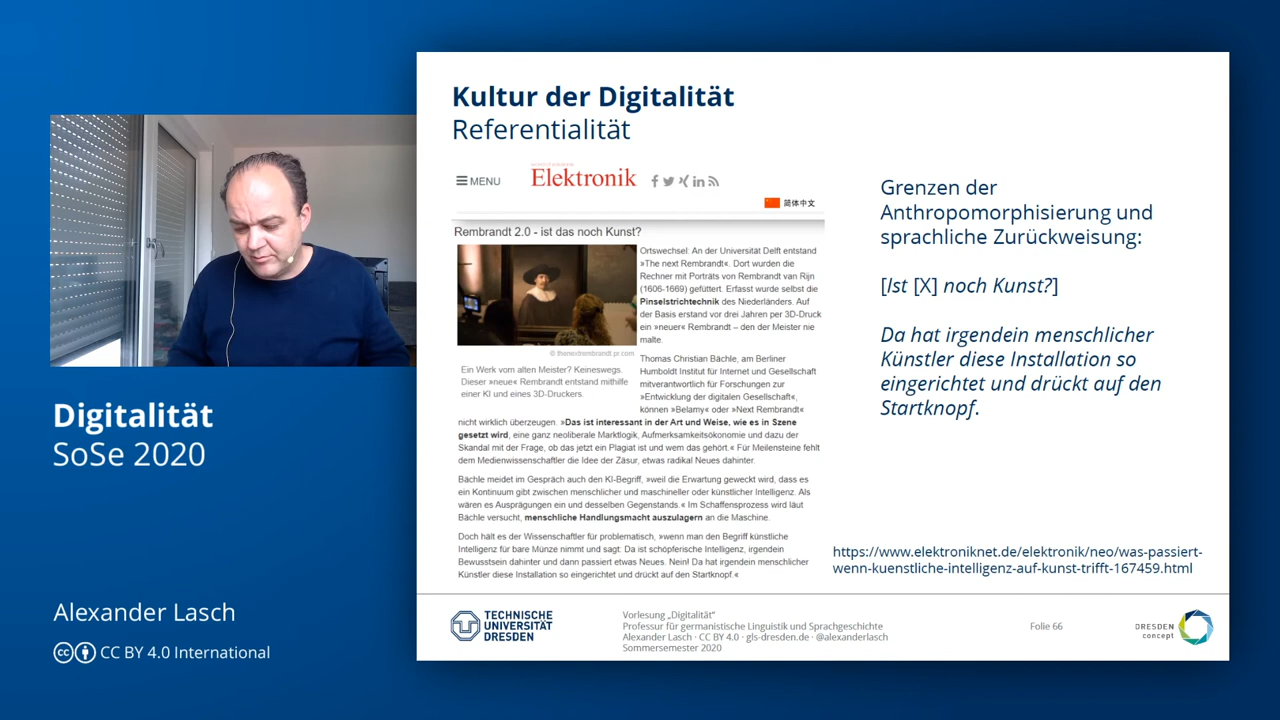 Kultur der Digitalität
Referentialität
MENU
Elektronik
简体中文
Rembrandt 2.0 - ist das noch Kunst?
Ortswechsel: An der Universität Delft entstand
»The next Rembrandt«. Dort wurden die
Rechner mit Porträts von Rembrandt van Rijn
(1606-1669) gefüttert. Erfasst wurde selbst die
Pinselstrichtechnik des Niederländers. Auf
der Basis erstand vor drei Jahren per 3D-Druck
ein »neuer« Rembrandt – den der Meister nie
malte.
© thenextrembrandt.pr.com
Ein Werk vom alten Meister? Keineswegs.
Dieser »neue« Rembrandt entstand mithilfe
einer KI und eines 3D-Druckers.
Thomas Christian Bächle, am Berliner
Humboldt Institut für Internet und Gesellschaft
mitverantwortlich für Forschungen zur
»Entwicklung der digitalen Gesellschaft«,
können »Belamy« oder »Next Rembrandt«
nicht wirklich überzeugen. »Das ist interessant in der Art und Weise, wie es in Szene
gesetzt wird, eine ganz neoliberale Marktlogik, Aufmerksamkeitsökonomie und dazu der
Skandal mit der Frage, ob das jetzt ein Plagiat ist und wem das gehört.« Für Meilensteine fehlt
dem Medienwissenschaftler die Idee der Zäsur, etwas radikal Neues dahinter.
Bächle meidet im Gespräch auch den KI-Begriff, »weil die Erwartung geweckt wird, dass es
ein Kontinuum gibt zwischen menschlicher und maschineller oder künstlicher Intelligenz. Als
wären es Ausprägungen ein und desselben Gegenstands.« Im Schaffensprozess wird laut
Bächle versucht, menschliche Handlungsmacht auszulagern an die Maschine.
Doch hält es der Wissenschaftler für problematisch, »wenn man den Begriff künstliche
Intelligenz für bare Münze nimmt und sagt: Da ist schöpferische Intelligenz, irgendein
Bewusstsein dahinter und dann passiert etwas Neues. Nein! Da hat irgendein menschlicher
Künstler diese Installation so eingerichtet und drückt auf den Startknopf.«
Grenzen der
Anthropomorphisierung und
sprachliche Zurückweisung:
[Ist [X] noch Kunst?]
Da hat irgendein menschlicher
Künstler diese Installation so
eingerichtet und drückt auf den
Startknopf.
https://www.elektroniknet.de/elektronik/neo/was-passiert-
wenn-kuenstliche-intelligenz-auf-kunst-trifft-167459.html
TECHNISCHE
UNIVERSITÄT
DRESDEN
Vorlesung „Digitalität“
Professur für germanistische Linguistik und Sprachgeschichte
Alexander Lasch · CC BY 4.0 · gls-dresden.de · @alexanderlasch
Sommersemester 2020
Folie 66
DRESDEN
concept
Digitalität
SoSe 2020
Alexander Lasch
CC BY 4.0 International